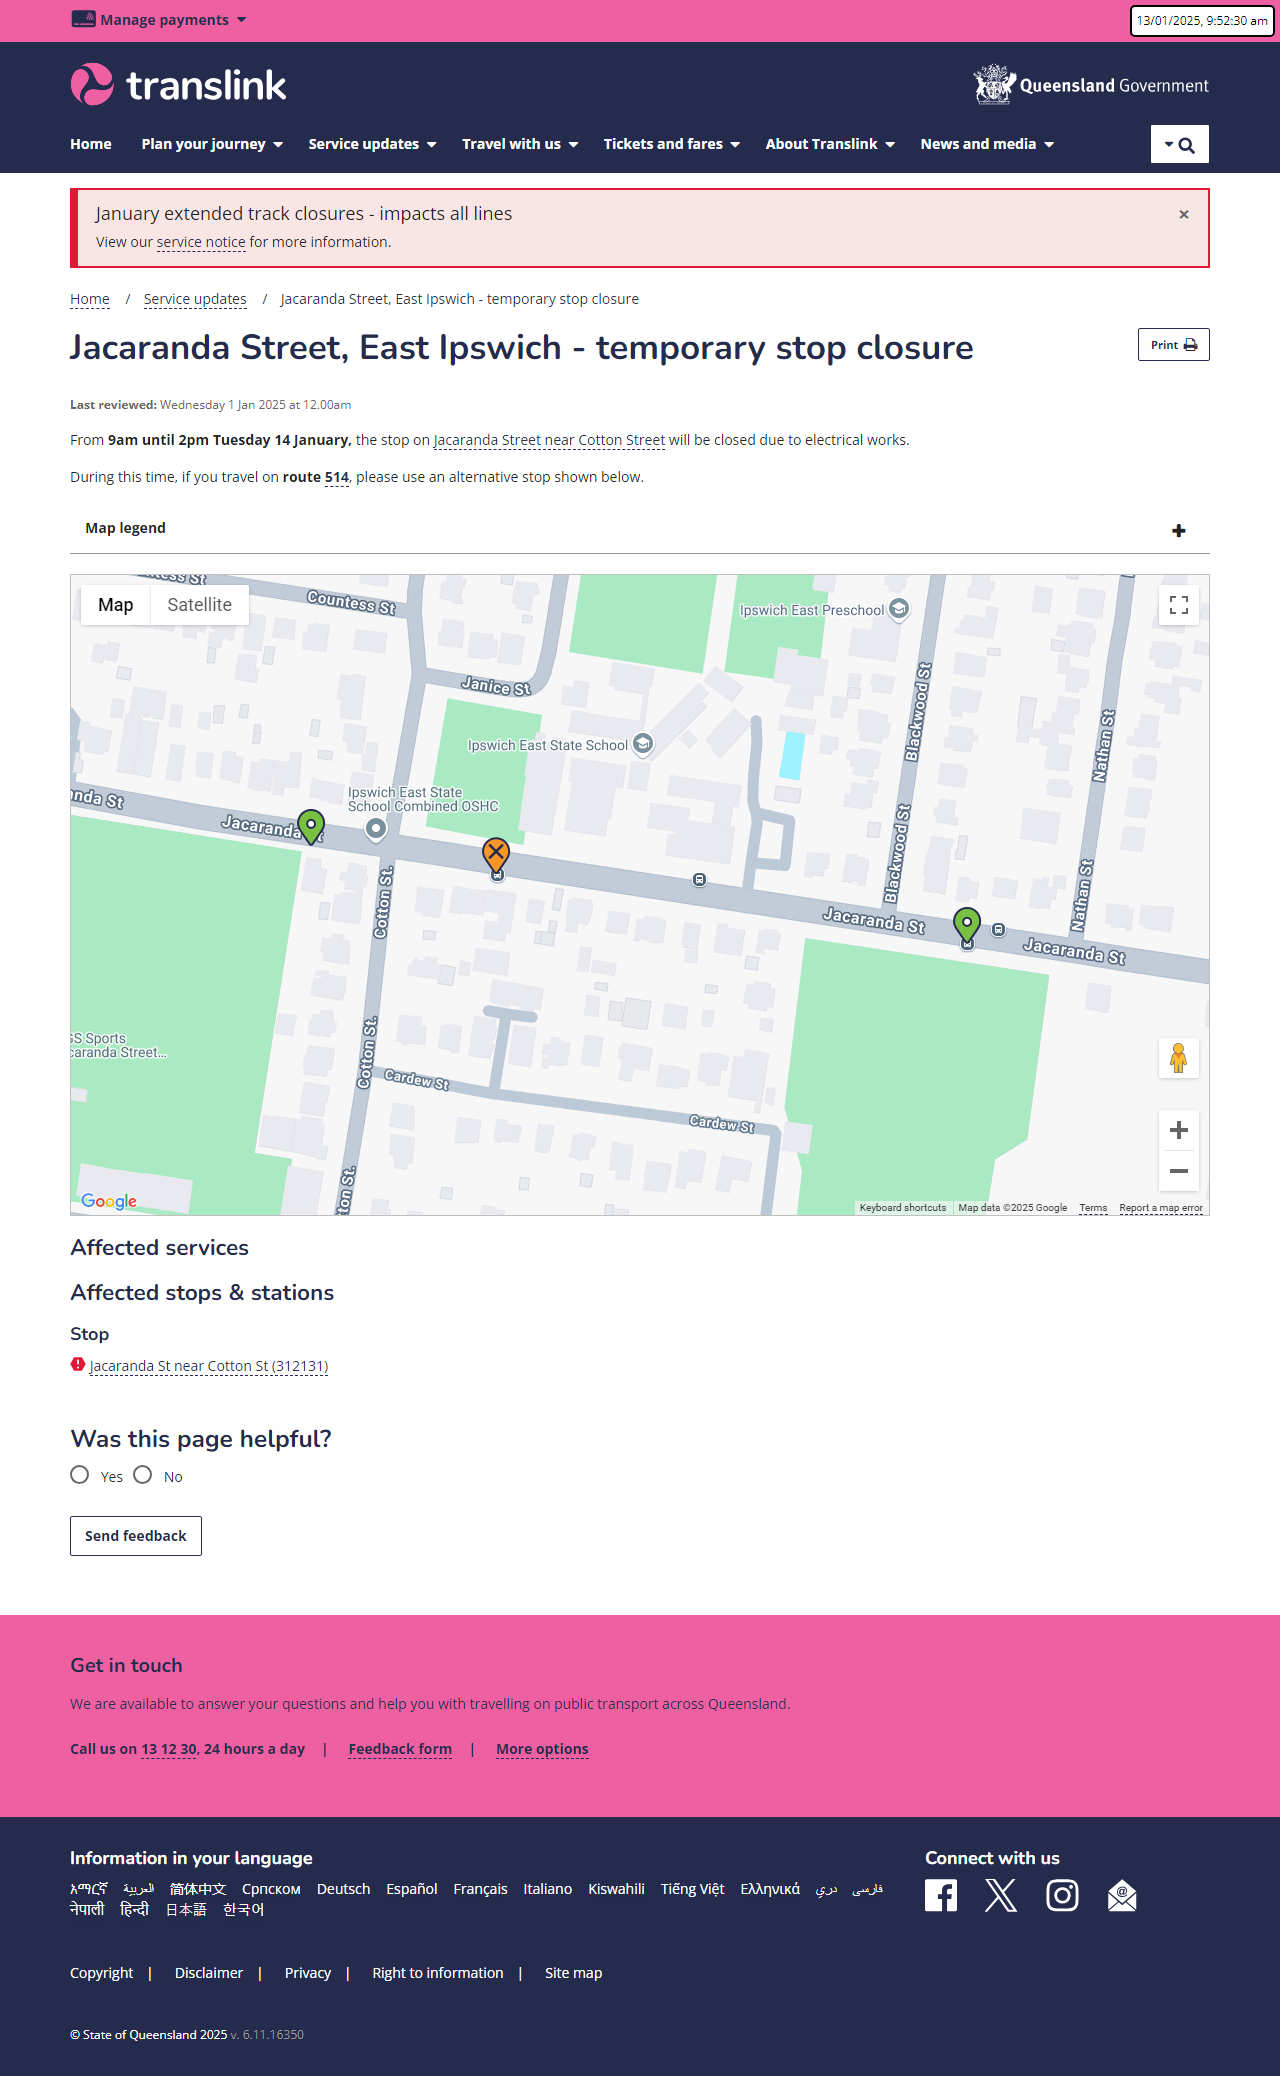 Manage payments
13/01/2025, 9:52:30 am
translink
Queensland Government
Home Plan your journey Service updates Travel with us Tickets and fares About Translink News and media
January extended track closures - impacts all lines
×
View our service notice for more information.
Home / Service updates / Jacaranda Street, East Ipswich - temporary stop closure
Jacaranda Street, East Ipswich - temporary stop closure
Print
Last reviewed: Wednesday 1 Jan 2025 at 12.00am
From 9am until 2pm Tuesday 14 January, the stop on Jacaranda Street near Cotton Street will be closed due to electrical works.
During this time, if you travel on route 514, please use an alternative stop shown below.
Map legend
Map Satellite
Countess St
Ipswich East Preschool
Janice St
Blackwood St
Nathan St
Ipswich East State School
Ipswich East State
School Combined OSHC
anda St
Jacaranda St
Blackwood St
Cotton St.
Nathan St
Jacaranda St
Jacaranda St
SS Sports
caranda Street...
Cotton St.
Cardew St
Cardew St
ton St.
Google
Keyboard shortcuts Map data ©2025 Google Terms Report a map error
Affected services
Affected stops & stations
Stop
Jacaranda St near Cotton St (312131)
Was this page helpful?
Yes No
Send feedback
Get in touch
We are available to answer your questions and help you with travelling on public transport across Queensland.
Call us on 13 12 30, 24 hours a day | Feedback form | More options
Information in your language
Connect with us
አማርኛ العربية 简体中文 Српском Deutsch Español Français Italiano Kiswahili Tiếng Việt Ελληνικά دري فارسی
नेपाली हिन्दी 日本語 한국어
Copyright | Disclaimer | Privacy | Right to information | Site map
© State of Queensland 2025 v. 6.11.16350